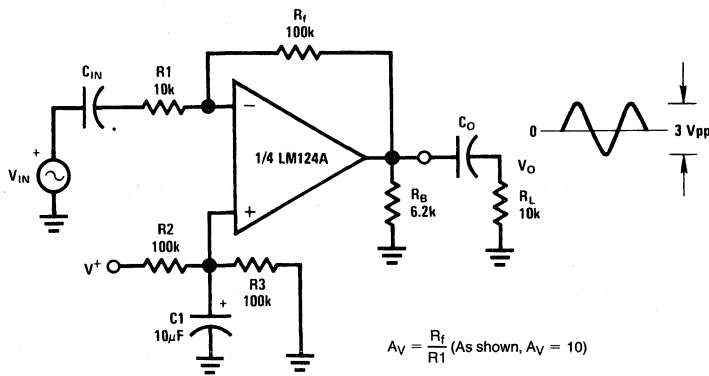 Rf
100k
CIN
R1
10k
−
+
1/4 LM124A
VIN
+
R2
100k
V+
R3
100k
C1
10µF
+
RB
6.2k
CO
VO
RL
10k
0
3 Vpp
AV = Rf/R1 (As shown, AV = 10)